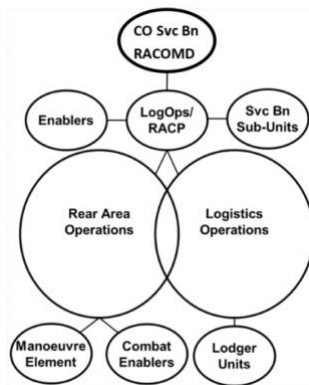 CO Svc Bn
RACOMD
Enablers
LogOps/
RACP
Svc Bn
Sub-Units
Rear Area
Operations
Logistics
Operations
Manoeuvre
Element
Combat
Enablers
Lodger
Units